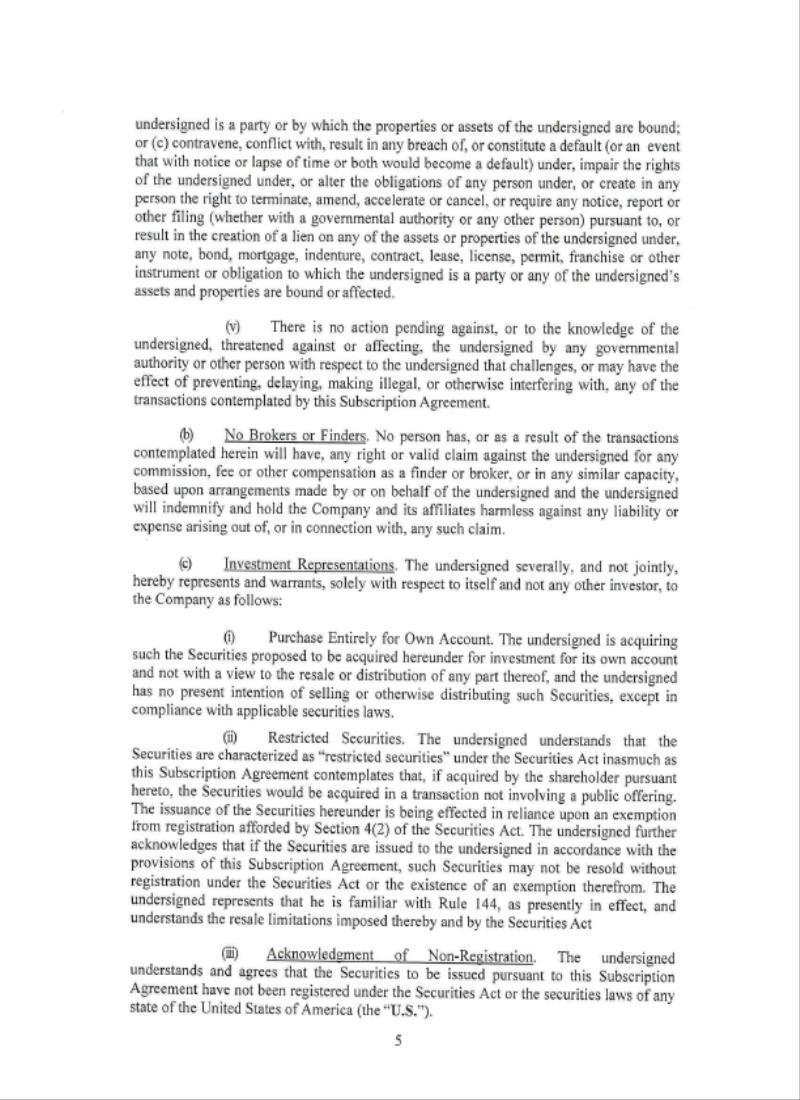 undersigned is a party or by which the properties or assets of the undersigned are bound;
or (c) contravene, conflict with, result in any breach of, or constitute a default (or an event
that with notice or lapse of time or both would become a default) under, impair the rights
of the undersigned under, or alter the obligations of any person under, or create in any
person the right to terminate, amend, accelerate or cancel, or require any notice, report or
other filing (whether with a governmental authority or any other person) pursuant to, or
result in the creation of a lien on any of the assets or properties of the undersigned under,
any note, bond, mortgage, indenture, contract, lease, license, permit, franchise or other
instrument or obligation to which the undersigned is a party or any of the undersigned's
assets and properties are bound or affected.
(v) There is no action pending against, or to the knowledge of the
undersigned, threatened against or affecting, the undersigned by any governmental
authority or other person with respect to the undersigned that challenges, or may have the
effect of preventing, delaying, making illegal, or otherwise interfering with, any of the
transactions contemplated by this Subscription Agreement.
(b) No Brokers or Finders. No person has, or as a result of the transactions
contemplated herein will have, any right or valid claim against the undersigned for any
commission, fee or other compensation as a finder or broker, or in any similar capacity,
based upon arrangements made by or on behalf of the undersigned and the undersigned
will indemnify and hold the Company and its affiliates harmless against any liability or
expense arising out of, or in connection with, any such claim.
(c) Investment Representations. The undersigned severally, and not jointly,
hereby represents and warrants, solely with respect to itself and not any other investor, to
the Company as follows:
(i) Purchase Entirely for Own Account. The undersigned is acquiring
such the Securities proposed to be acquired hereunder for investment for its own account
and not with a view to the resale or distribution of any part thereof, and the undersigned
has no present intention of selling or otherwise distributing such Securities, except in
compliance with applicable securities laws.
(ii) Restricted Securities. The undersigned understands that the
Securities are characterized as “restricted securities” under the Securities Act inasmuch as
this Subscription Agreement contemplates that, if acquired by the shareholder pursuant
hereto, the Securities would be acquired in a transaction not involving a public offering.
The issuance of the Securities hereunder is being effected in reliance upon an exemption
from registration afforded by Section 4(2) of the Securities Act. The undersigned further
acknowledges that if the Securities are issued to the undersigned in accordance with the
provisions of this Subscription Agreement, such Securities may not be resold without
registration under the Securities Act or the existence of an exemption therefrom. The
undersigned represents that he is familiar with Rule 144, as presently in effect, and
understands the resale limitations imposed thereby and by the Securities Act
(iii) Acknowledgment of Non-Registration. The undersigned
understands and agrees that the Securities to be issued pursuant to this Subscription
Agreement have not been registered under the Securities Act or the securities laws of any
state of the United States of America (the “U.S.”).
5